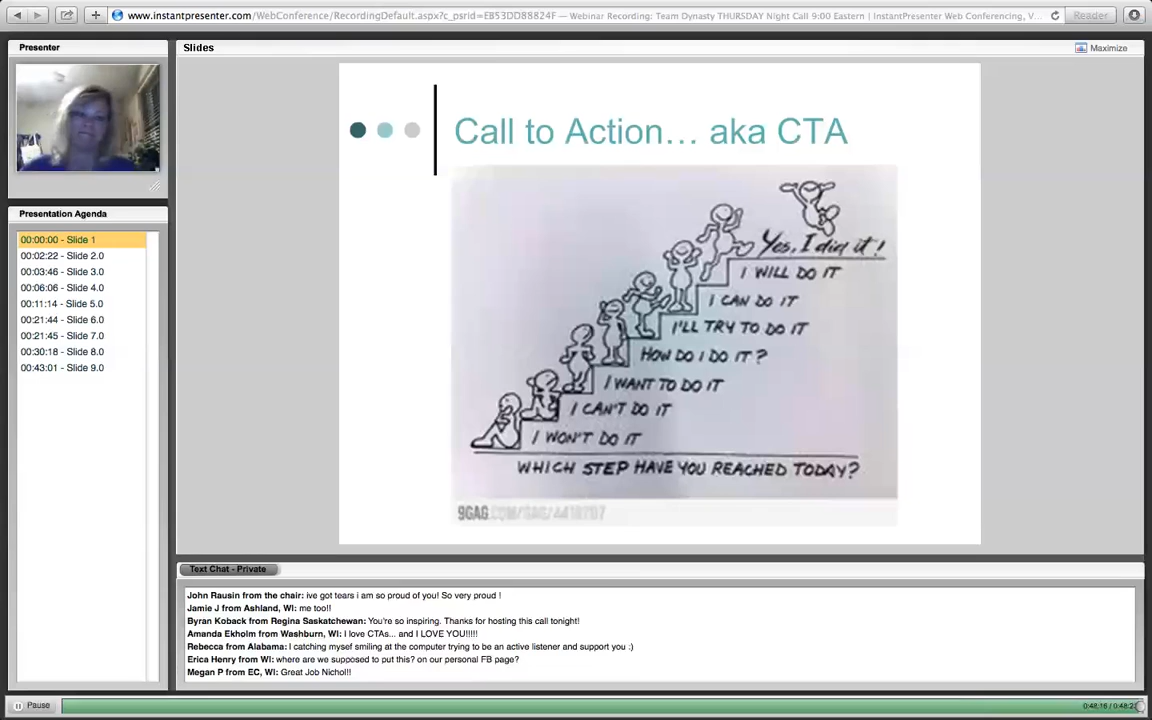 www.instantpresenter.com/WebConference/RecordingDefault.aspx?c_psrid=EB53DD88824F — Webinar Recording: Team Dynasty THURSDAY Night Call 9:00 Eastern | InstantPresenter Web Conferencing, V...
Reader
Presenter
Slides
Maximize
Call to Action... aka CTA
Yes, I did it!
I WILL DO IT
I CAN DO IT
I'LL TRY TO DO IT
HOW DO I DO IT?
I WANT TO DO IT
I CAN'T DO IT
I WON'T DO IT
WHICH STEP HAVE YOU REACHED TODAY?
Presentation Agenda
00:00:00 - Slide 1
00:02:22 - Slide 2.0
00:03:46 - Slide 3.0
00:06:06 - Slide 4.0
00:11:14 - Slide 5.0
00:21:44 - Slide 6.0
00:21:45 - Slide 7.0
00:30:18 - Slide 8.0
00:43:01 - Slide 9.0
9GAG.COM/GAG/
Text Chat - Private
John Rausin from the chair: ive got tears i am so proud of you! So very proud !
Jamie J from Ashland, WI: me too!!
Byran Koback from Regina Saskatchewan: You're so inspiring. Thanks for hosting this call tonight!
Amanda Ekholm from Washburn, WI: I love CTAs... and I LOVE YOU!!!!!
Rebecca from Alabama: I catching mysef smiling at the computer trying to be an active listener and support you :)
Erica Henry from WI: where are we supposed to put this? on our personal FB page?
Megan P from EC, WI: Great Job Nichol!!
Pause
0:48:16 / 0:48:2